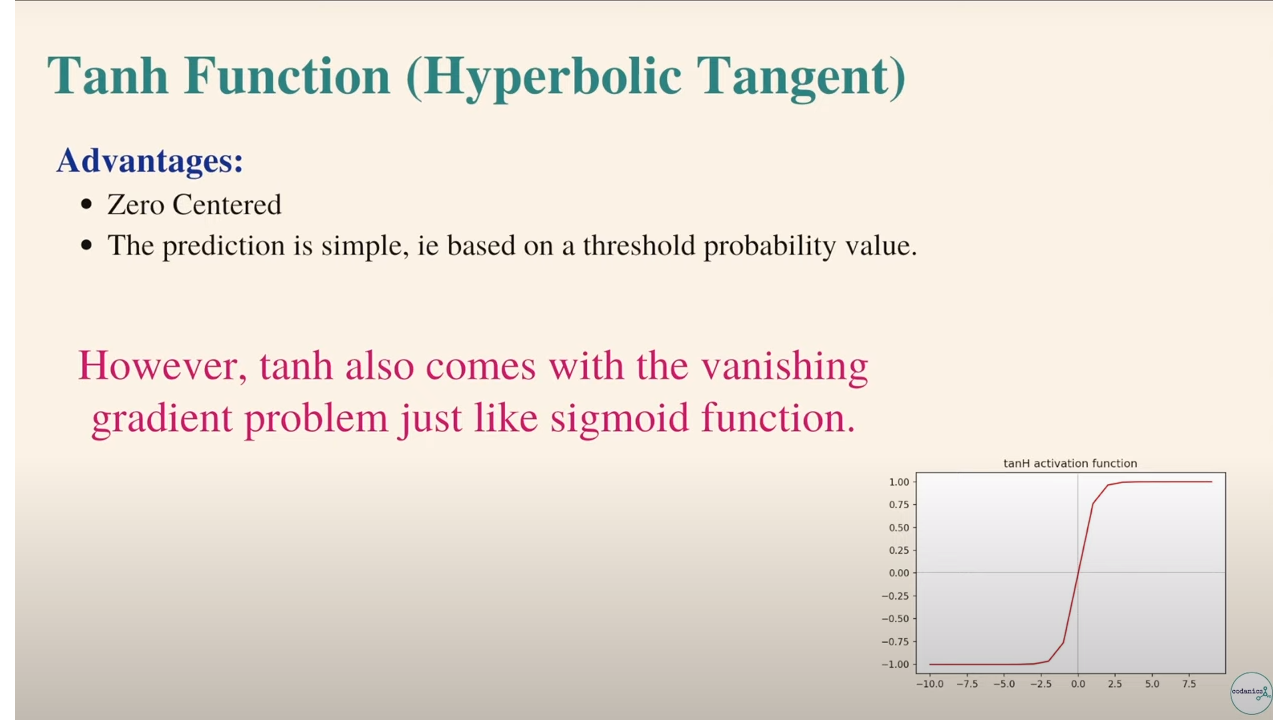 Tanh Function (Hyperbolic Tangent)
Advantages:
• Zero Centered
• The prediction is simple, ie based on a threshold probability value.
However, tanh also comes with the vanishing
gradient problem just like sigmoid function.
tanH activation function
1.00
0.75
0.50
0.25
0.00
−0.25
−0.50
−0.75
−1.00
−10.0 −7.5 −5.0 −2.5 0.0 2.5 5.0 7.5
codanics